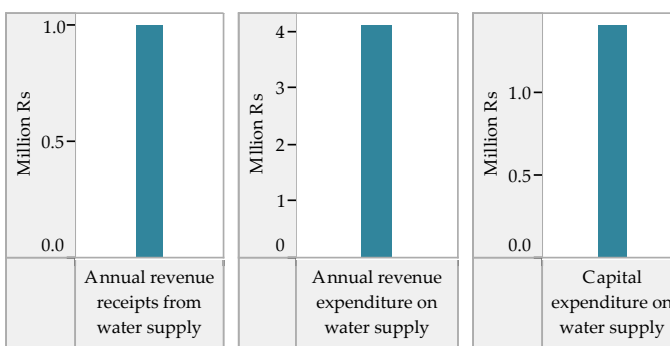 1.0
0.5
0.0
Million Rs
Annual revenue
receipts from
water supply
4
3
2
1
0
Million Rs
Annual revenue
expenditure on
water supply
1.0
0.5
0.0
Million Rs
Capital
expenditure on
water supply